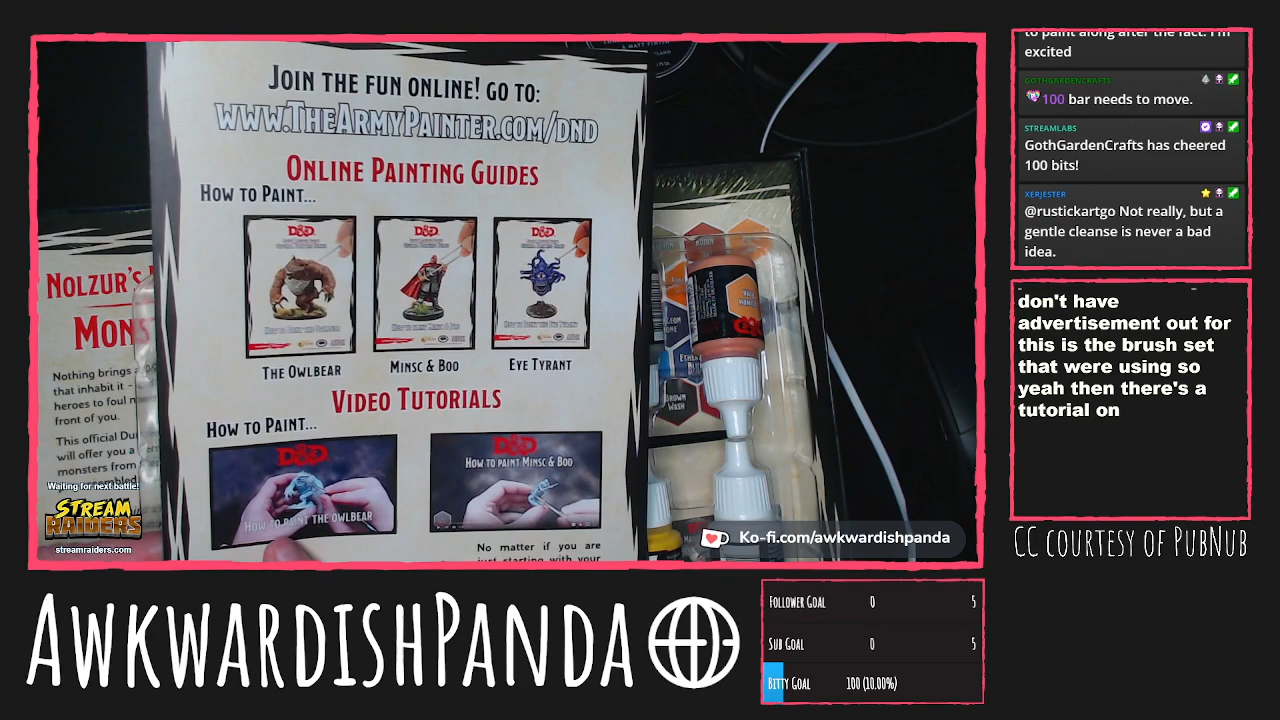 JOIN THE FUN ONLINE! GO TO:
WWW.THEARMYPAINTER.COM/DND
ONLINE PAINTING GUIDES
HOW TO PAINT...
D&D
D&D
D&D
THE OWLBEAR
MINSC & BOO
EYE TYRANT
VIDEO TUTORIALS
HOW TO PAINT...
D&D
HOW TO PAINT THE OWLBEAR
D&D
HOW TO PAINT MINSC & BOO
No matter if you are
just starting with your
NOLZUR'S
MONS
Nothing brings
that inhabit it -
heroes to foul
front of you.
This official
will offer you a
monsters from
BROWN
WASH
Waiting for next battle!
STREAM
RAIDERS
streamraiders.com
Ko-fi.com/awkwardishpanda
to paint along after the fact. I'm
excited
GOTHGARDENCRAFTS
100 bar needs to move.
STREAMLABS
GothGardenCrafts has cheered
100 bits!
XERJESTER
@rustickartgo Not really, but a
gentle cleanse is never a bad
idea.
don't have
advertisement out for
this is the brush set
that were using so
yeah then there's a
tutorial on
CC COURTESY OF PUBNUB
AWKWARDISHPANDA
FOLLOWER GOAL 0 5
SUB GOAL 0 5
BITTY GOAL 100 (10.00%)